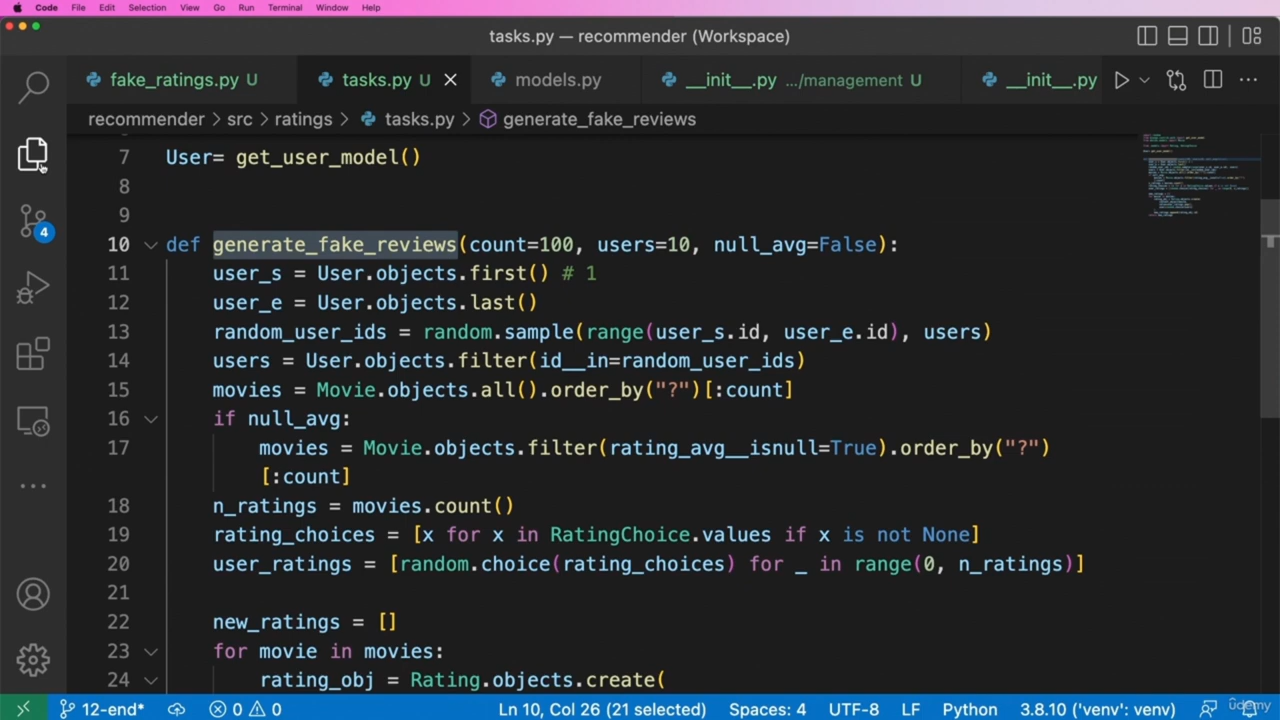 Code File Edit Selection View Go Run Terminal Window Help
tasks.py — recommender (Workspace)
fake_ratings.py U tasks.py U models.py __init__.py .../management U __init__.py
recommender > src > ratings > tasks.py > generate_fake_reviews
7 User= get_user_model()
8
9
10 def generate_fake_reviews(count=100, users=10, null_avg=False):
11 user_s = User.objects.first() # 1
12 user_e = User.objects.last()
13 random_user_ids = random.sample(range(user_s.id, user_e.id), users)
14 users = User.objects.filter(id__in=random_user_ids)
15 movies = Movie.objects.all().order_by("?")[:count]
16 if null_avg:
17 movies = Movie.objects.filter(rating_avg__isnull=True).order_by("?")
[:count]
18 n_ratings = movies.count()
19 rating_choices = [x for x in RatingChoice.values if x is not None]
20 user_ratings = [random.choice(rating_choices) for _ in range(0, n_ratings)]
21
22 new_ratings = []
23 for movie in movies:
24 rating_obj = Rating.objects.create(
4
12-end* 0 0 Ln 10, Col 26 (21 selected) Spaces: 4 UTF-8 LF Python 3.8.10 ('venv': venv)
udemy